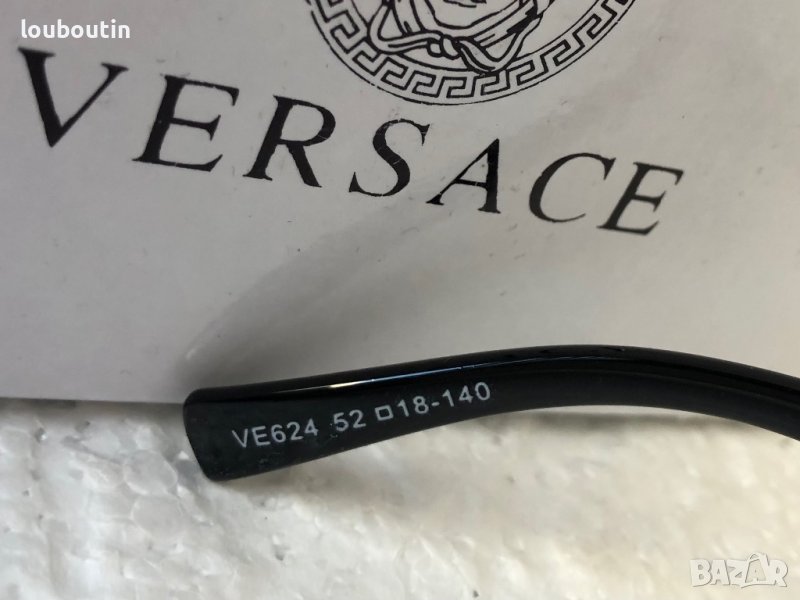 louboutin
VERSACE
VE624 52 □ 18-140
BAZAR